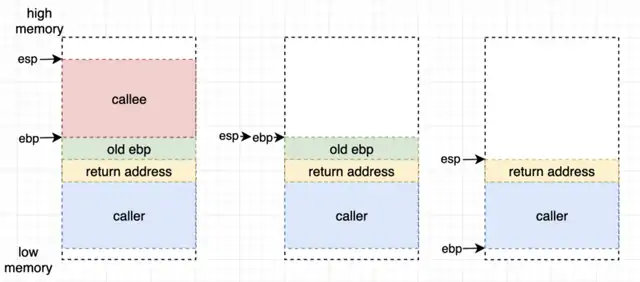 high
memory
esp
callee
ebp
old ebp
return address
caller
low
memory
esp
ebp
old ebp
return address
caller
esp
return address
caller
ebp